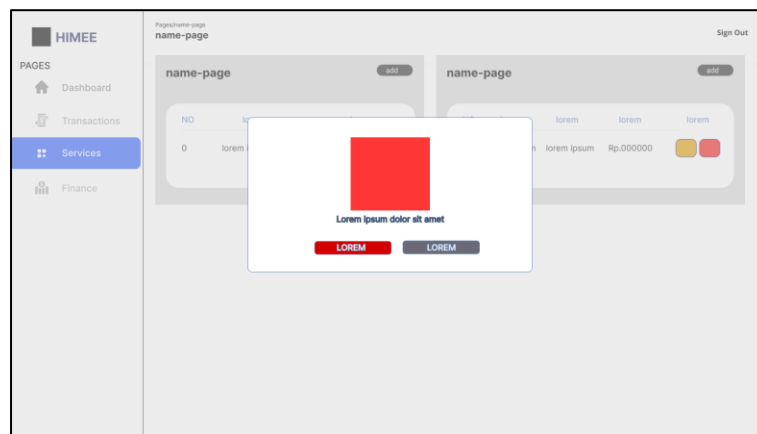 HIMEE
PAGES
Dashboard
Transactions
Services
Finance
Pages/name-page
name-page
Sign Out
name-page
add
NO
0
name-page
add
lorem
lorem
lorem
lorem ipsum
Rp.000000
Lorem Ipsum dolor sit amet
LOREM
LOREM